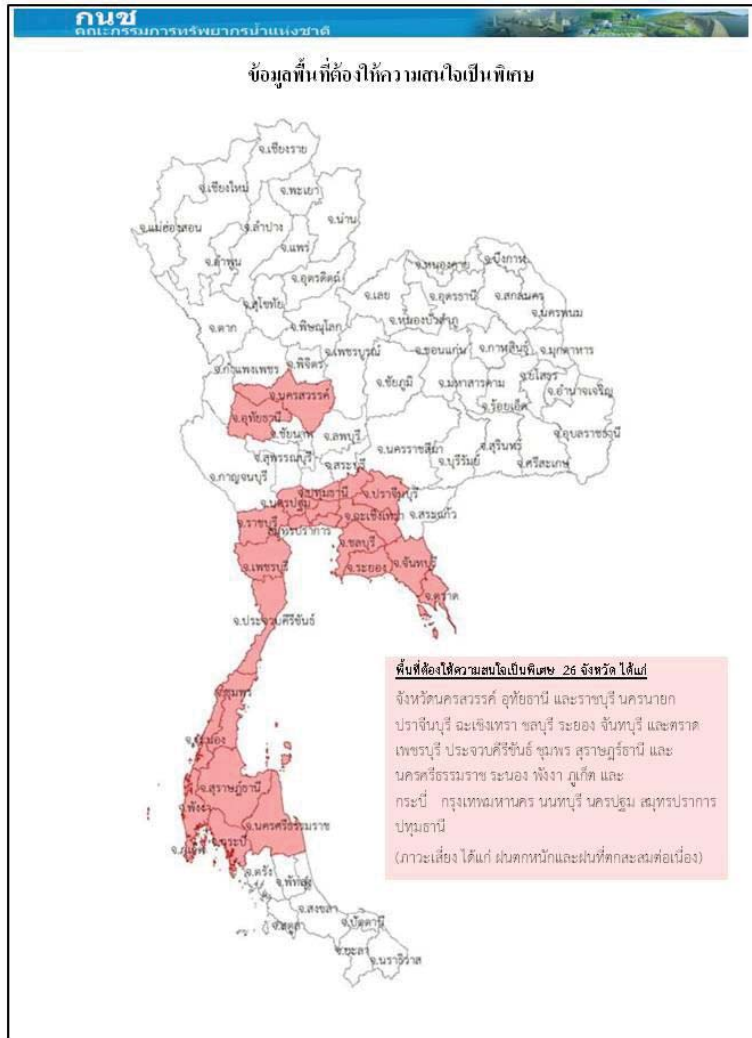 กนช
คณะกรรมการทรัพยากรน้ำแห่งชาติ
ข้อมูลพื้นที่ต้องให้ความสนใจเป็นพิเศษ
จ.เชียงราย
จ.เชียงใหม่
จ.พะเยา
จ.น่าน
จ.แม่ฮ่องสอน
จ.ลำปาง
จ.แพร่
จ.ลำพูน
จ.อุตรดิตถ์
จ.บึงกาฬ
จ.หนองคาย
จ.เลย
จ.อุดรธานี
จ.สกลนคร
จ.นครพนม
จ.สุโขทัย
จ.ตาก
จ.พิษณุโลก
จ.หนองบัวลำภู
จ.เพชรบูรณ์
จ.ขอนแก่น
จ.กาฬสินธุ์
จ.มุกดาหาร
จ.กำแพงเพชร
จ.พิจิตร
จ.ชัยภูมิ
จ.มหาสารคาม
จ.ยโสธร
จ.อำนาจเจริญ
จ.นครสวรรค์
จ.ร้อยเอ็ด
จ.อุทัยธานี
จ.ชัยนาท
จ.ลพบุรี
จ.นครราชสีมา
จ.สุรินทร์
จ.อุบลราชธานี
จ.สุพรรณบุรี
จ.สระบุรี
จ.บุรีรัมย์
จ.ศรีสะเกษ
จ.กาญจนบุรี
จ.ปทุมธานี
จ.ปราจีนบุรี
จ.นครปฐม
จ.ฉะเชิงเทรา
จ.สระแก้ว
จ.ราชบุรี
สมุทรปราการ
จ.ชลบุรี
จ.เพชรบุรี
จ.ระยอง
จ.จันทบุรี
จ.ตราด
จ.ประจวบคีรีขันธ์
จ.ชุมพร
จ.ระนอง
จ.สุราษฎ์ธานี
จ.พังงา
จ.นครศรีธรรมราช
จ.ภูเก็ต
จ.กระบี่
จ.ตรัง
จ.พัทลุง
จ.สงขลา
จ.สตูล
จ.ปัตตานี
จ.ยะลา
จ.นราธิวาส
พื้นที่ต้องให้ความสนใจเป็นพิเศษ 26 จังหวัด ได้แก่
จังหวัดนครสวรรค์ อุทัยธานี และราชบุรี นครนายก
ปราจีนบุรี ฉะเชิงเทรา ชลบุรี ระยอง จันทบุรี และตราด
เพชรบุรี ประจวบคีรีขันธ์ ชุมพร สุราษฎร์ธานี และ
นครศรีธรรมราช ระนอง พังงา ภูเก็ต และ
กระบี่ กรุงเทพมหานคร นนทบุรี นครปฐม สมุทรปราการ
ปทุมธานี
(ภาวะเสี่ยง ได้แก่ ฝนตกหนักและฝนที่ตกสะสมต่อเนื่อง)